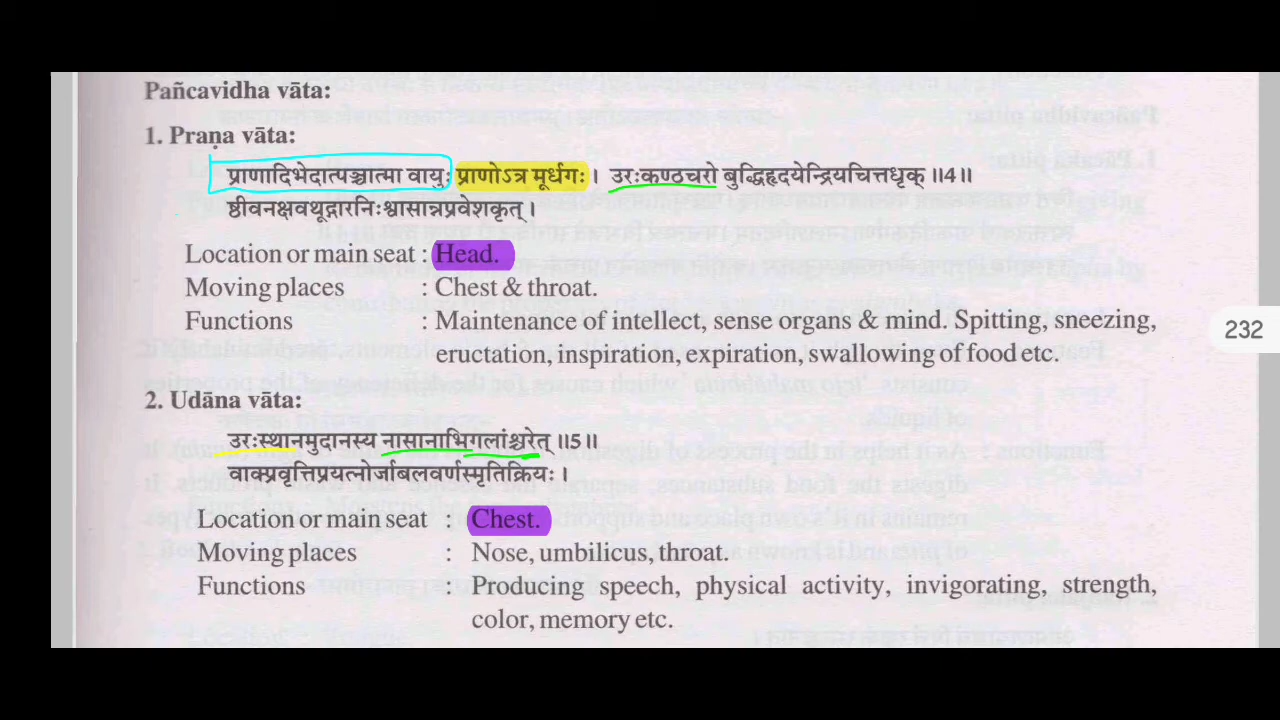 Pañcavidha vāta:
1. Praṇa vāta:
प्राणादिभेदात्पञ्चात्मा वायुः प्राणोऽत्र मूर्धगः । उरःकण्ठचरो बुद्धिहृदयेन्द्रियचित्तधृक् ॥4॥
ष्ठीवनक्षवथूद्गारनिःश्वासान्नप्रवेशकृत् ।
Location or main seat : Head.
Moving places : Chest & throat.
Functions : Maintenance of intellect, sense organs & mind. Spitting, sneezing,
eructation, inspiration, expiration, swallowing of food etc.
232
2. Udāna vāta:
उरःस्थानमुदानस्य नासानाभिगलांश्चरेत् ॥5॥
वाक्प्रवृत्तिप्रयत्नोर्जाबलवर्णस्मृतिक्रियः ।
Location or main seat : Chest.
Moving places : Nose, umbilicus, throat.
Functions : Producing speech, physical activity, invigorating, strength,
color, memory etc.